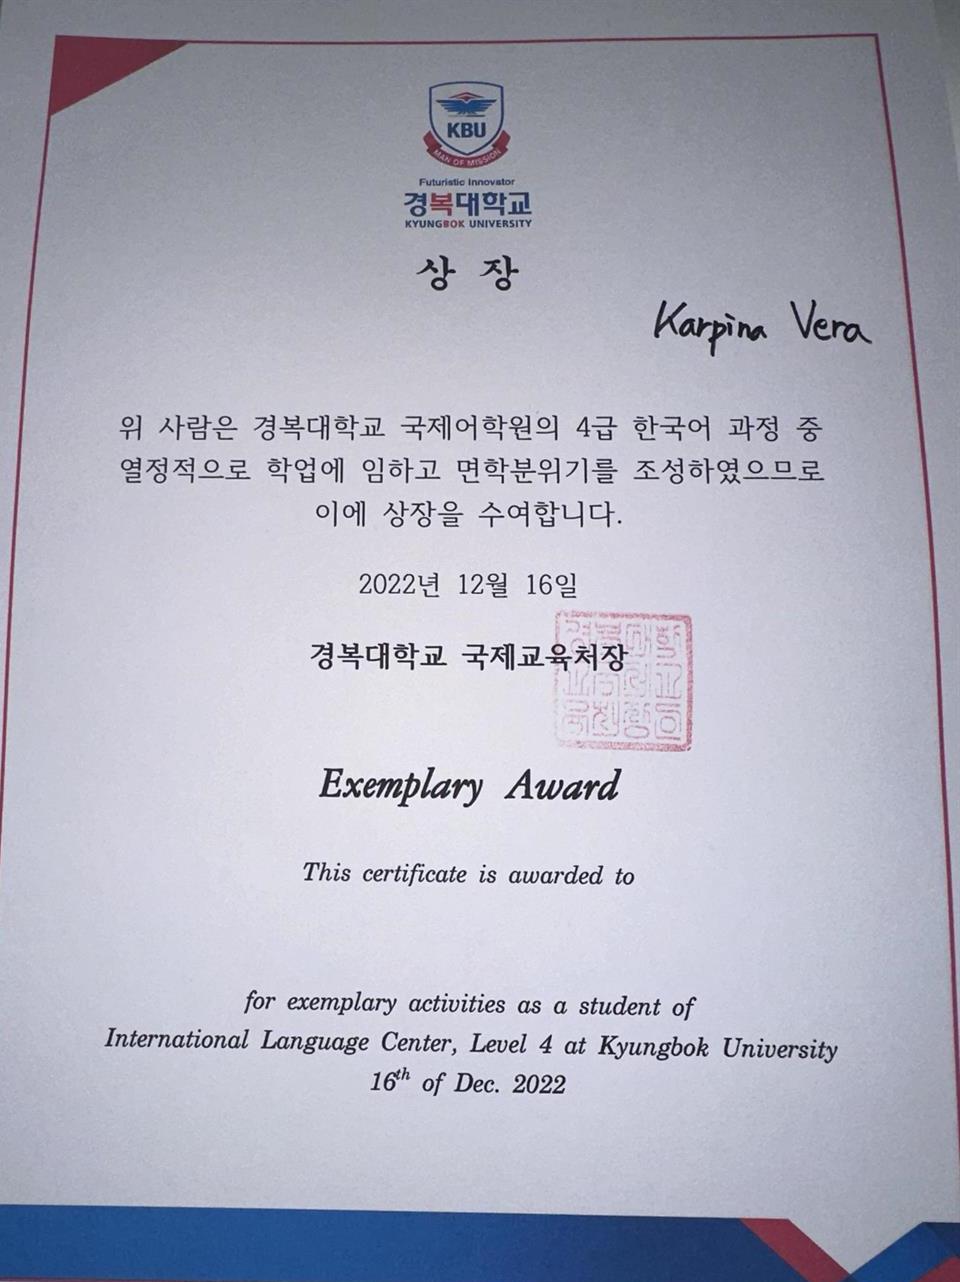 KBU
MAN OF MISSION
Futuristic Innovator
경복대학교
KYUNGBOK UNIVERSITY
상 장
Karpina Vera
위 사람은 경복대학교 국제어학원의 4급 한국어 과정 중
열정적으로 학업에 임하고 면학분위기를 조성하였으므로
이에 상장을 수여합니다.
2022년 12월 16일
경복대학교 국제교육처장
Exemplary Award
This certificate is awarded to
for exemplary activities as a student of
International Language Center, Level 4 at Kyungbok University
16th of Dec. 2022